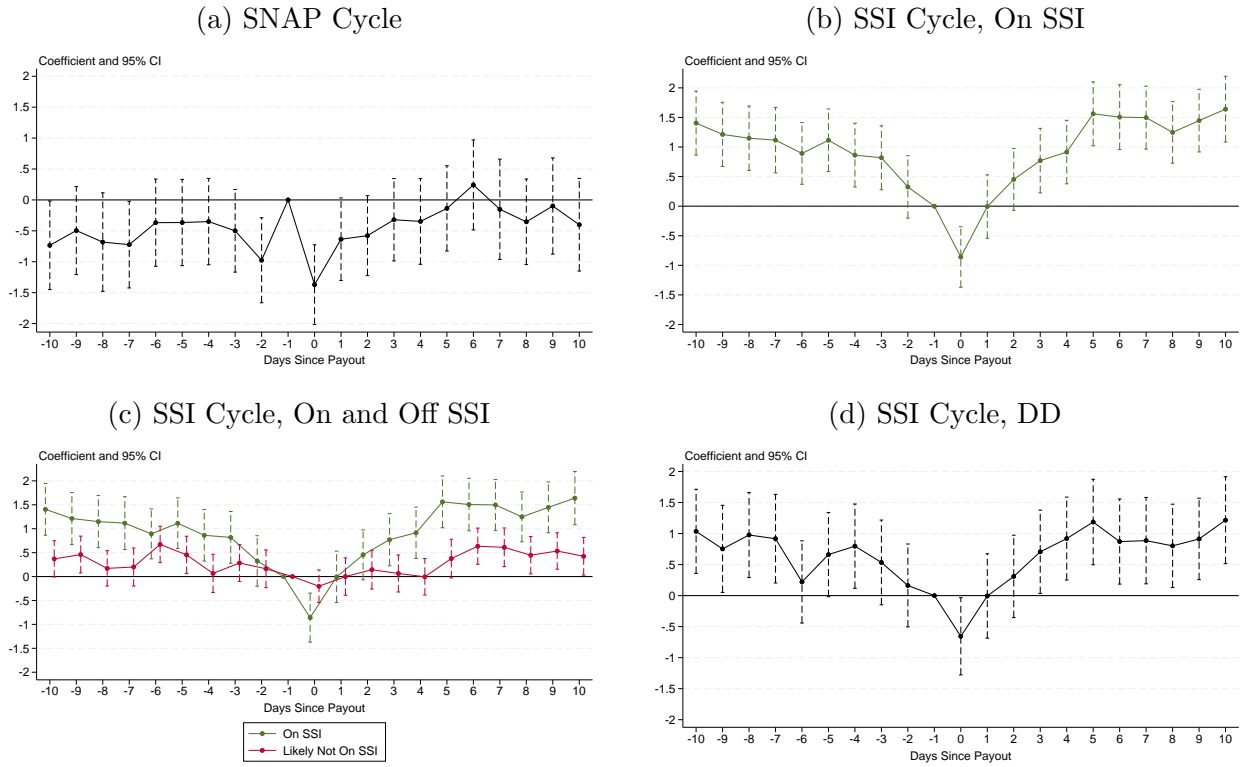 (a) SNAP Cycle
Coefficient and 95% CI
2
1.5
1
.5
0
-.5
-1
-1.5
-2
-10 -9 -8 -7 -6 -5 -4 -3 -2 -1 0 1 2 3 4 5 6 7 8 9 10
Days Since Payout
(b) SSI Cycle, On SSI
Coefficient and 95% CI
2
1.5
1
.5
0
-.5
-1
-1.5
-2
-10 -9 -8 -7 -6 -5 -4 -3 -2 -1 0 1 2 3 4 5 6 7 8 9 10
Days Since Payout
(c) SSI Cycle, On and Off SSI
Coefficient and 95% CI
2
1.5
1
.5
0
-.5
-1
-1.5
-2
-10 -9 -8 -7 -6 -5 -4 -3 -2 -1 0 1 2 3 4 5 6 7 8 9 10
Days Since Payout
On SSI
Likely Not On SSI
(d) SSI Cycle, DD
Coefficient and 95% CI
2
1.5
1
.5
0
-.5
-1
-1.5
-2
-10 -9 -8 -7 -6 -5 -4 -3 -2 -1 0 1 2 3 4 5 6 7 8 9 10
Days Since Payout